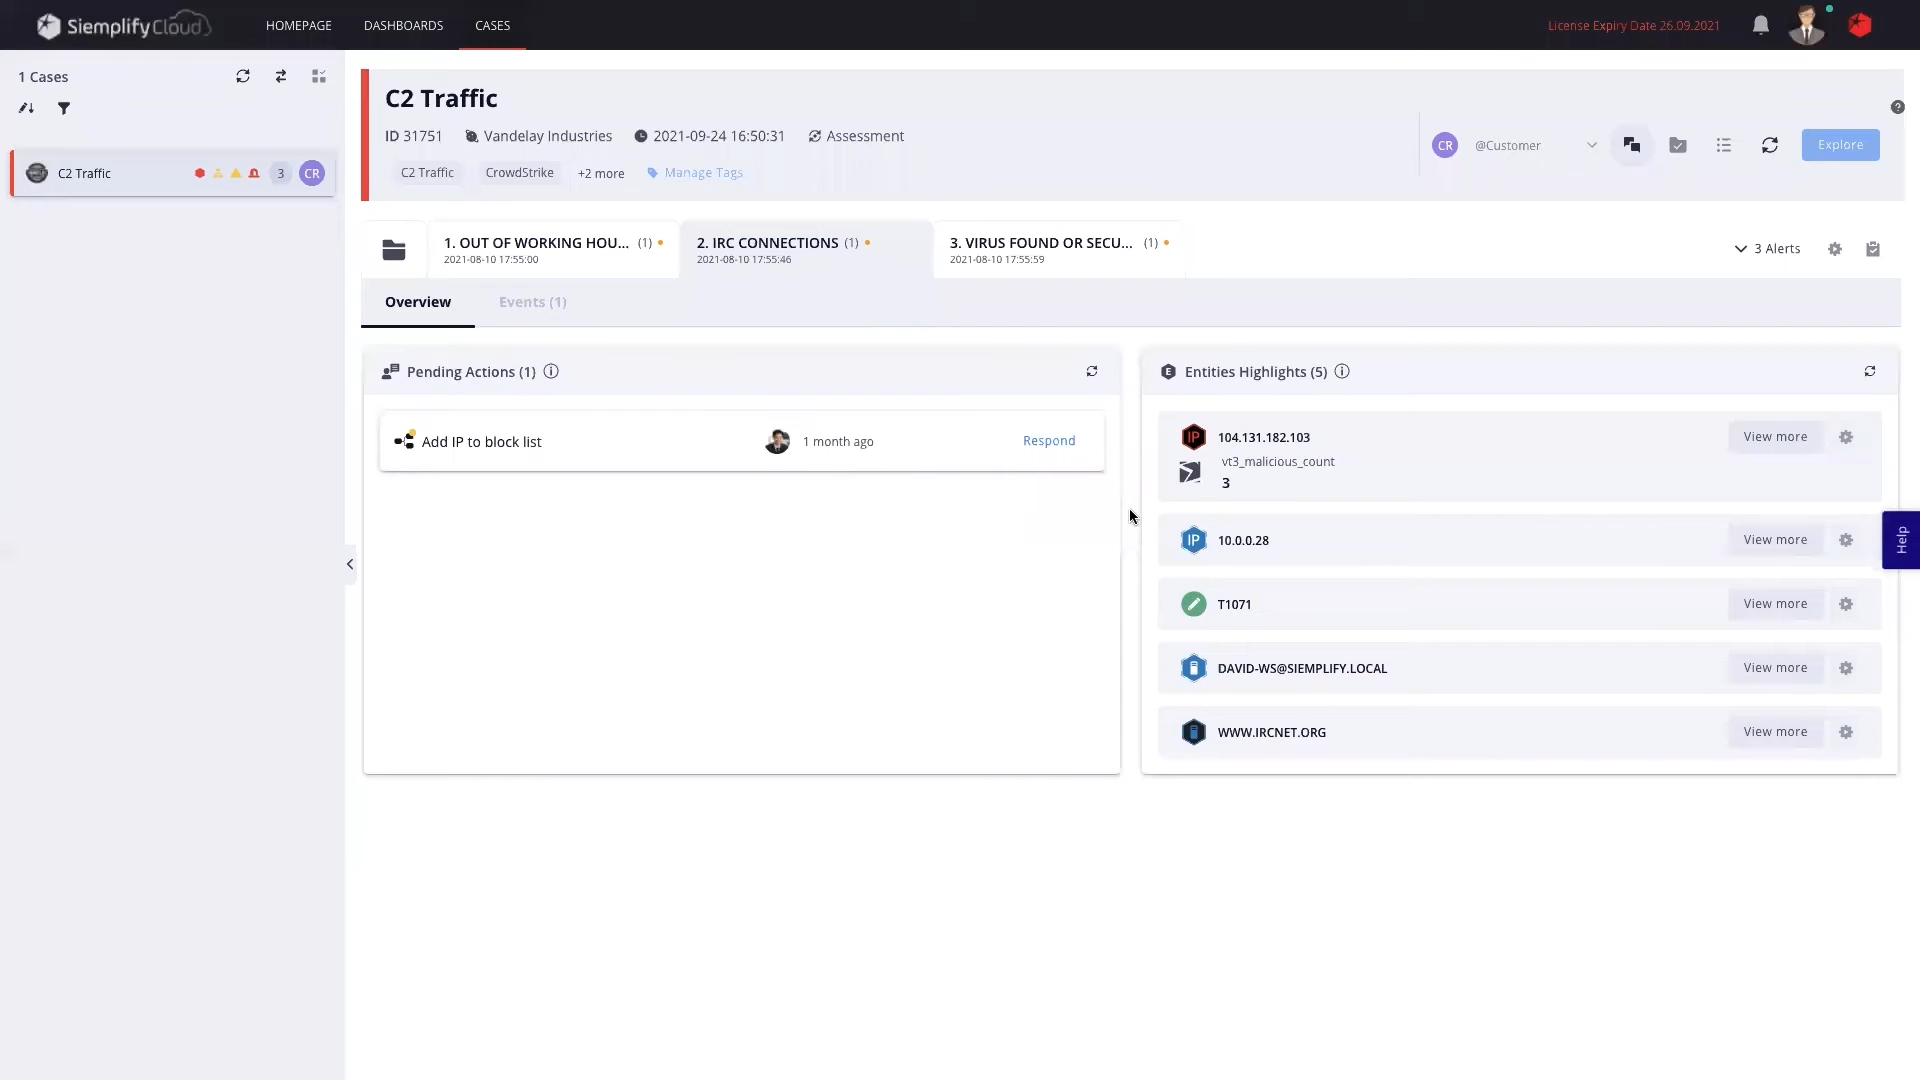 Siemplify Cloud
HOMEPAGE DASHBOARDS CASES
License Expiry Date 26.09.2021
1 Cases
C2 Traffic 3 CR
C2 Traffic
ID 31751 Vandelay Industries 2021-09-24 16:50:31 Assessment
C2 Traffic CrowdStrike +2 more Manage Tags
CR @Customer Explore
1. OUT OF WORKING HOU... (1)
2021-08-10 17:55:00
2. IRC CONNECTIONS (1)
2021-08-10 17:55:46
3. VIRUS FOUND OR SECU... (1)
2021-08-10 17:55:59
3 Alerts
Overview Events (1)
Pending Actions (1)
Add IP to block list 1 month ago Respond
Entities Highlights (5)
IP 104.131.182.103 View more
vt3_malicious_count
3
IP 10.0.0.28 View more
T1071 View more
DAVID-WS@SIEMPLIFY.LOCAL View more
WWW.IRCNET.ORG View more
Help